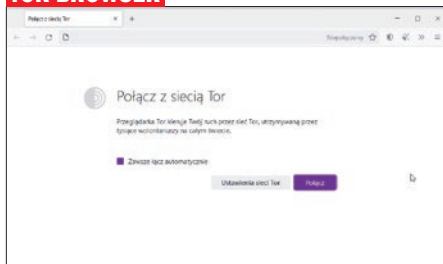 TOR BROWSER
Połącz z siecią Tor
Niepołączony
Połącz z siecią Tor
Przeglądarka Tor kieruje Twój ruch przez sieć Tor, utrzymywaną przez
tysiące wolontariuszy na całym świecie.
Zawsze łącz automatycznie
Ustawienia sieci Tor
Połącz